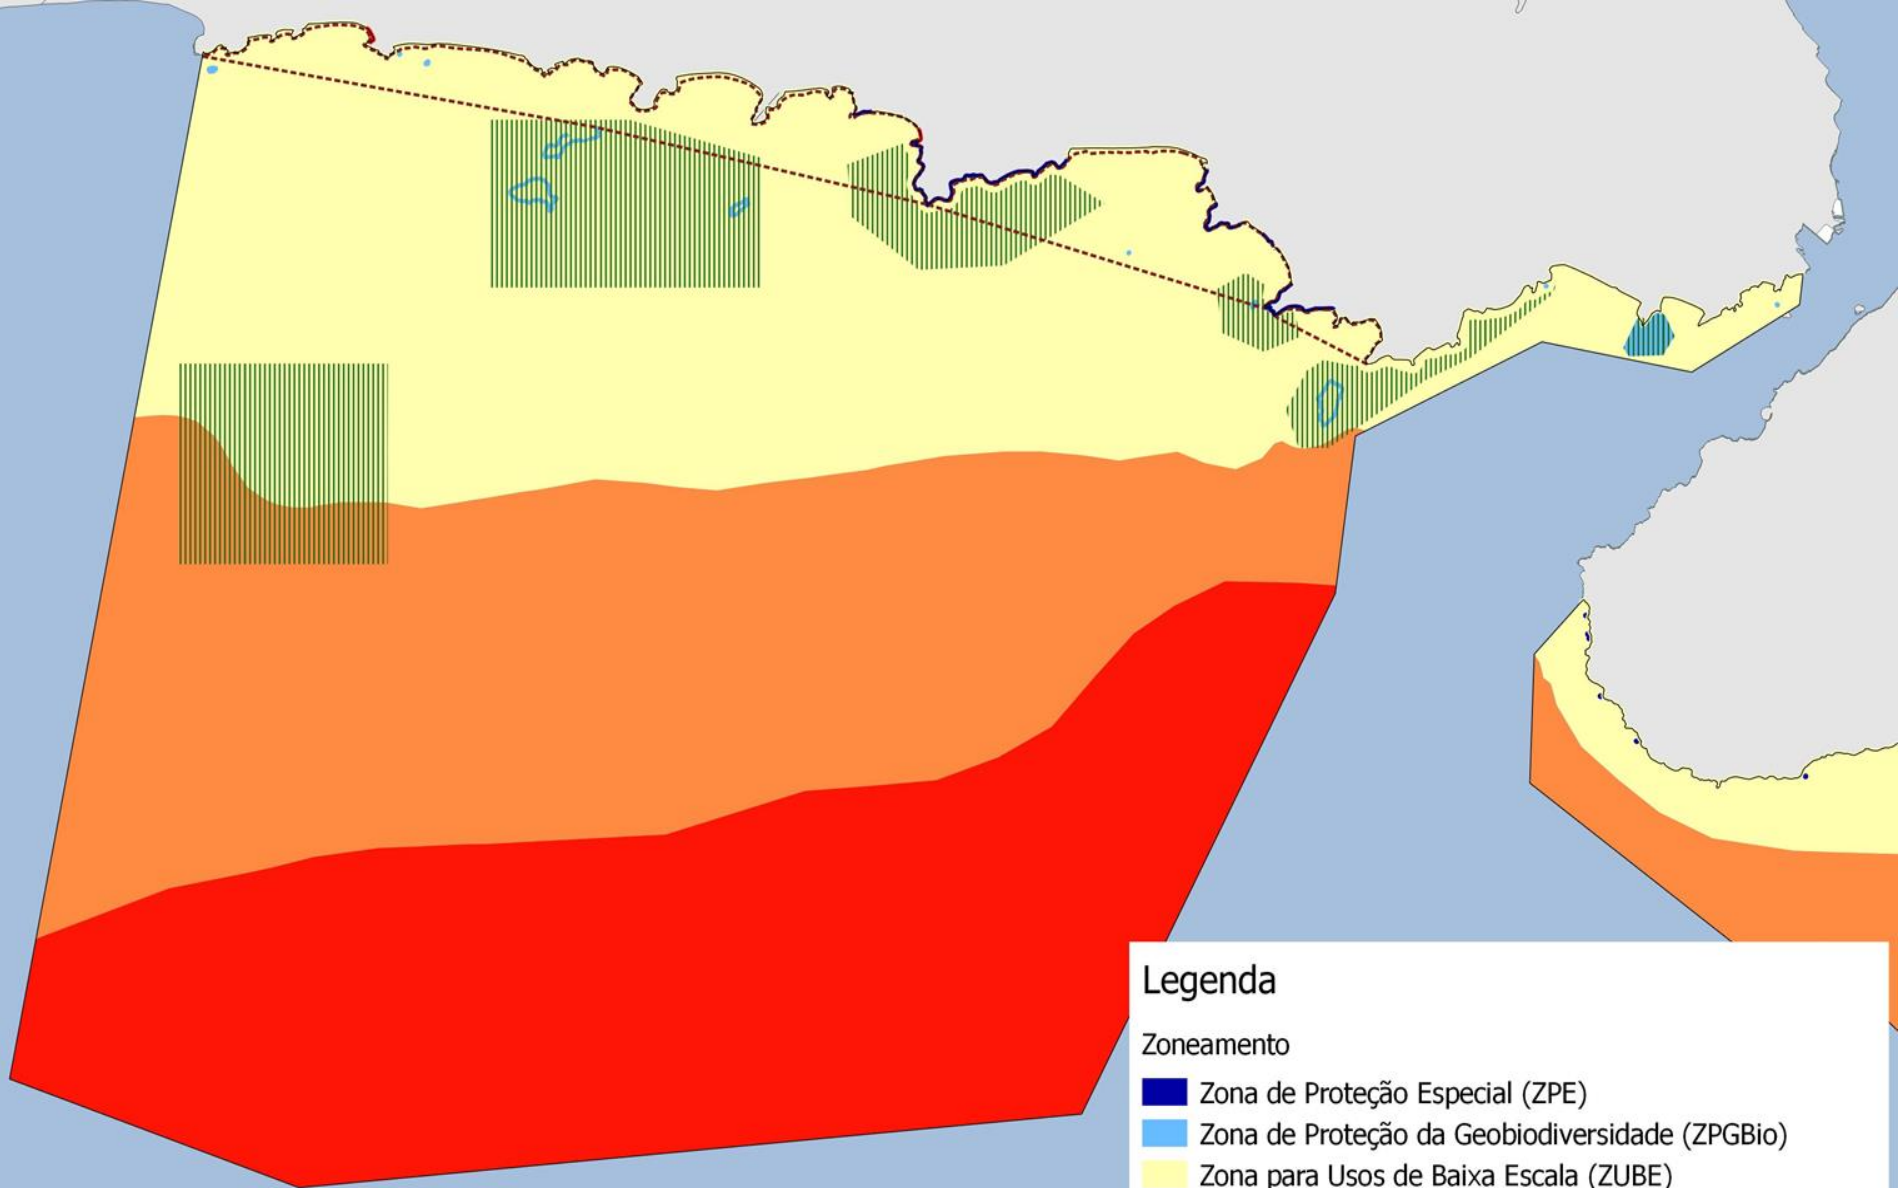 Legenda
Zoneamento
Zona de Proteção Especial (ZPE)
Zona de Proteção da Geobiodiversidade (ZPGBio)
Zona para Usos de Baixa Escala (ZUBE)